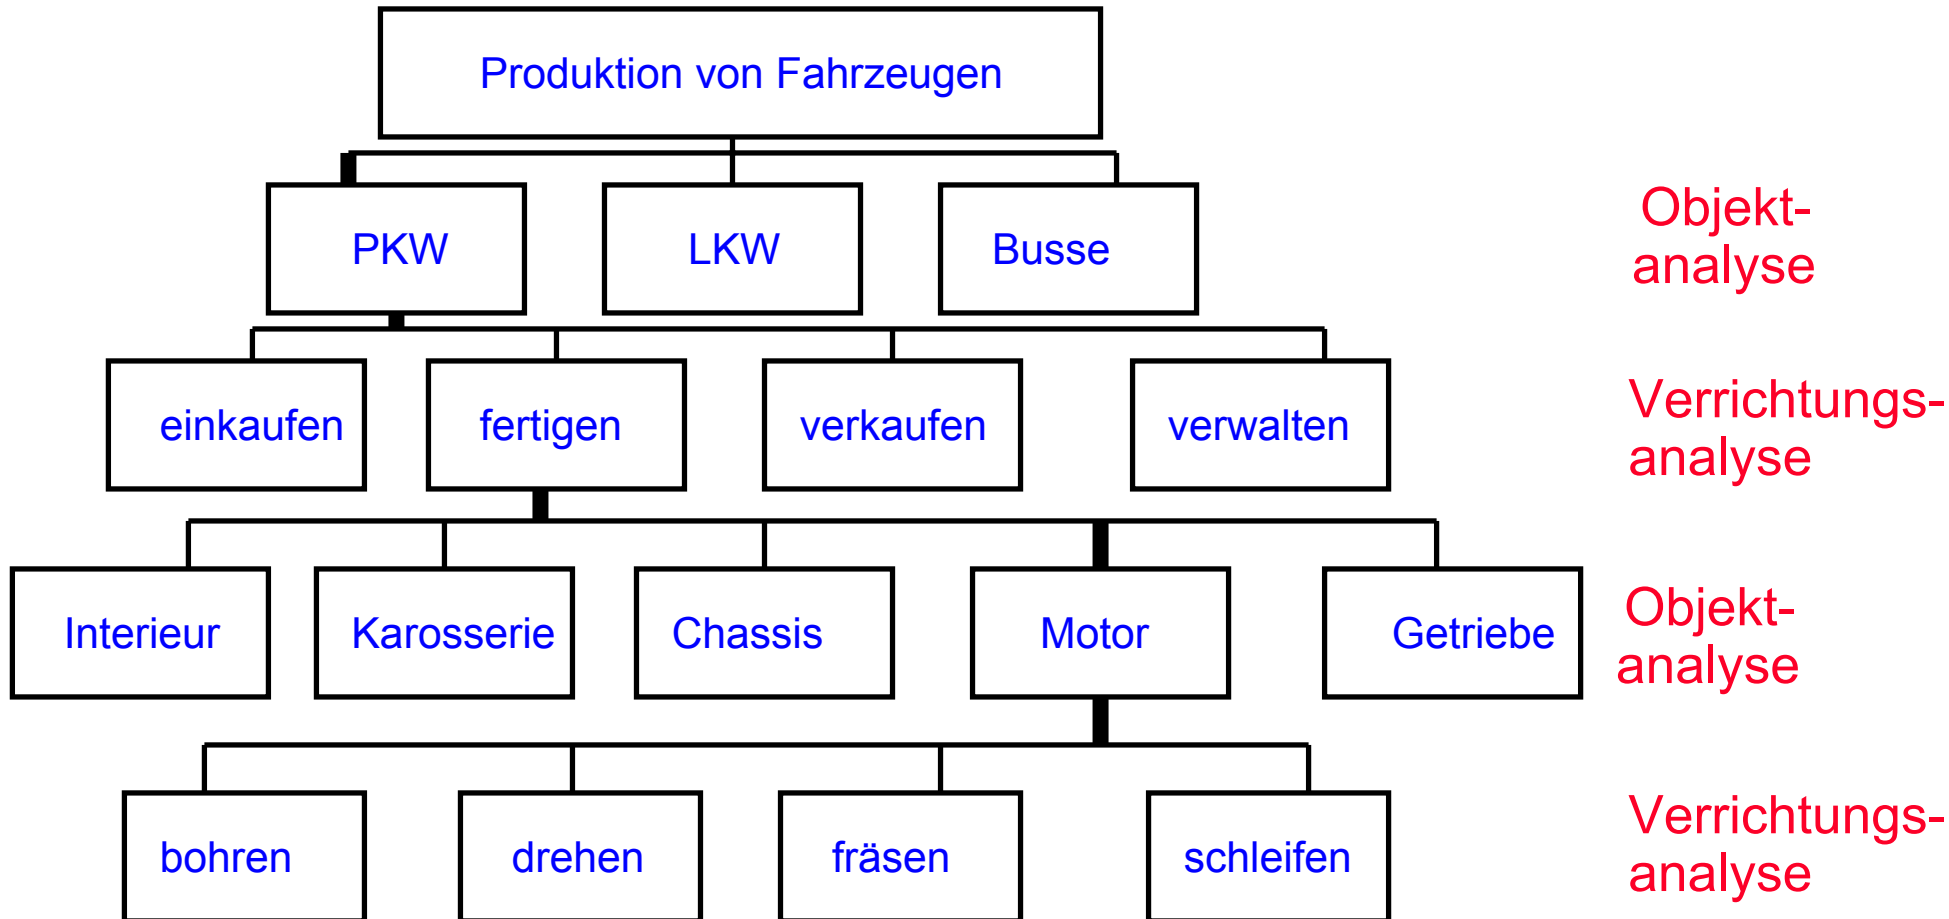 Produktion von Fahrzeugen
PKW
LKW
Busse
Objekt-
analyse
einkaufen
fertigen
verkaufen
verwalten
Verrichtungs-
analyse
Interieur
Karosserie
Chassis
Motor
Getriebe
Objekt-
analyse
bohren
drehen
fräsen
schleifen
Verrichtungs-
analyse